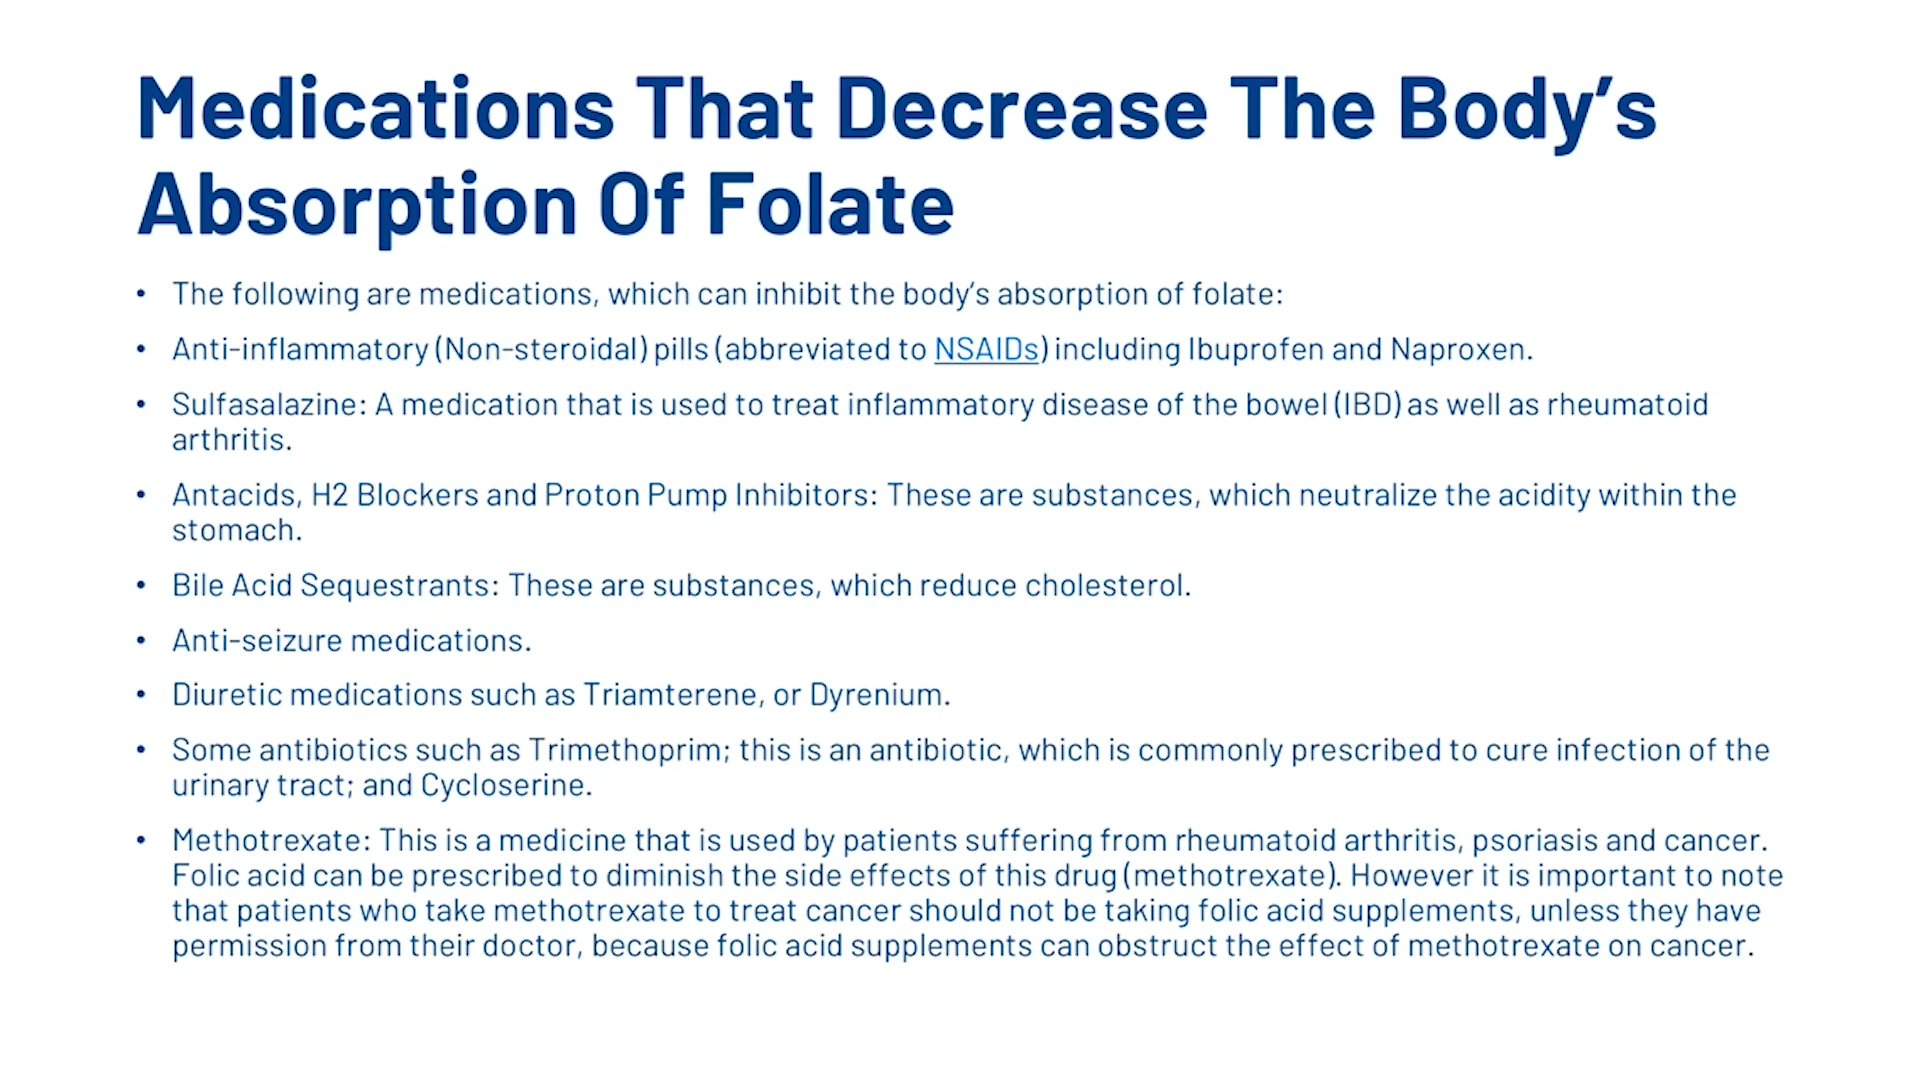 Medications That Decrease The Body’s
Absorption Of Folate
• The following are medications, which can inhibit the body’s absorption of folate:
• Anti-inflammatory (Non-steroidal) pills (abbreviated to NSAIDs) including Ibuprofen and Naproxen.
• Sulfasalazine: A medication that is used to treat inflammatory disease of the bowel (IBD) as well as rheumatoid
arthritis.
• Antacids, H2 Blockers and Proton Pump Inhibitors: These are substances, which neutralize the acidity within the
stomach.
• Bile Acid Sequestrants: These are substances, which reduce cholesterol.
• Anti-seizure medications.
• Diuretic medications such as Triamterene, or Dyrenium.
• Some antibiotics such as Trimethoprim; this is an antibiotic, which is commonly prescribed to cure infection of the
urinary tract; and Cycloserine.
• Methotrexate: This is a medicine that is used by patients suffering from rheumatoid arthritis, psoriasis and cancer.
Folic acid can be prescribed to diminish the side effects of this drug (methotrexate). However it is important to note
that patients who take methotrexate to treat cancer should not be taking folic acid supplements, unless they have
permission from their doctor, because folic acid supplements can obstruct the effect of methotrexate on cancer.